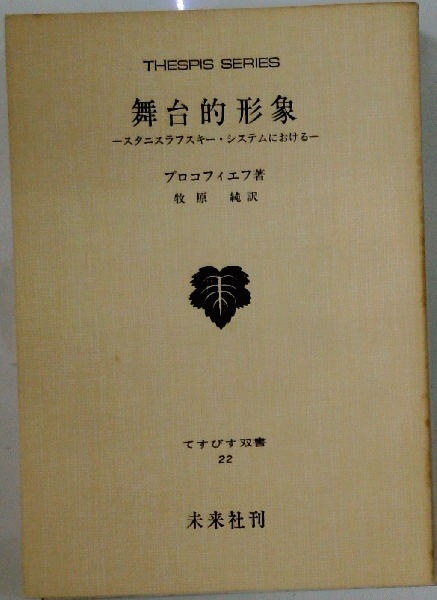 THESPIS SERIES
舞台的形象
—スタニスラフスキー・システムにおける—
プロコフィエフ著
牧原 純訳
てすぴす双書
22
未来社刊